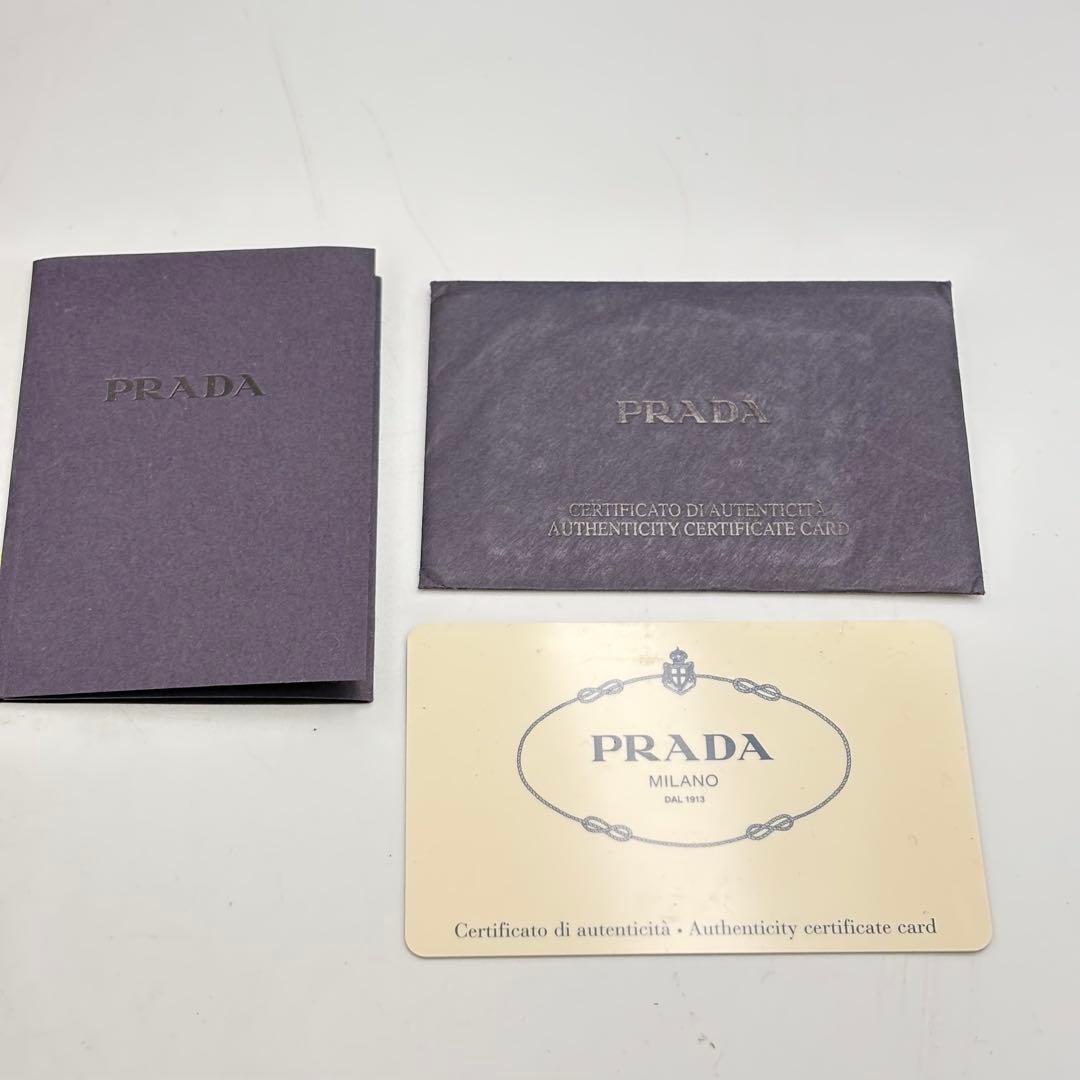 PRADA
PRADA
CERTIFICATO DI AUTENTICITÀ
AUTHENTICITY CERTIFICATE CARD
PRADA
MILANO
DAL 1913
Certificato di autenticità • Authenticity certificate card